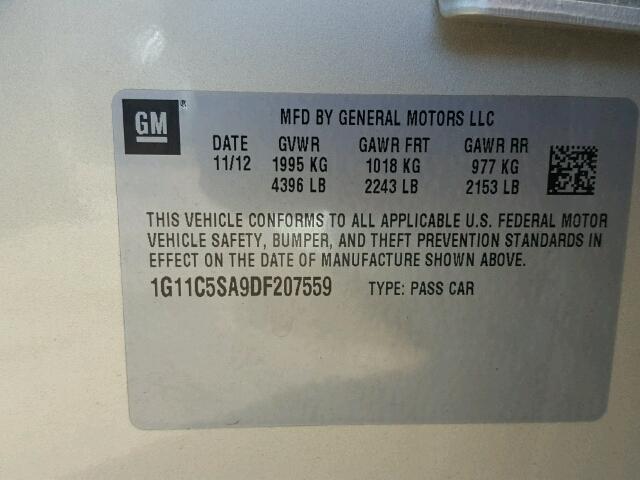 GM ®
MFD BY GENERAL MOTORS LLC
DATE GVWR GAWR FRT GAWR RR
11/12 1995 KG 1018 KG 977 KG
4396 LB 2243 LB 2153 LB
THIS VEHICLE CONFORMS TO ALL APPLICABLE U.S. FEDERAL MOTOR
VEHICLE SAFETY, BUMPER, AND THEFT PREVENTION STANDARDS IN
EFFECT ON THE DATE OF MANUFACTURE SHOWN ABOVE.
1G11C5SA9DF207559 TYPE: PASS CAR